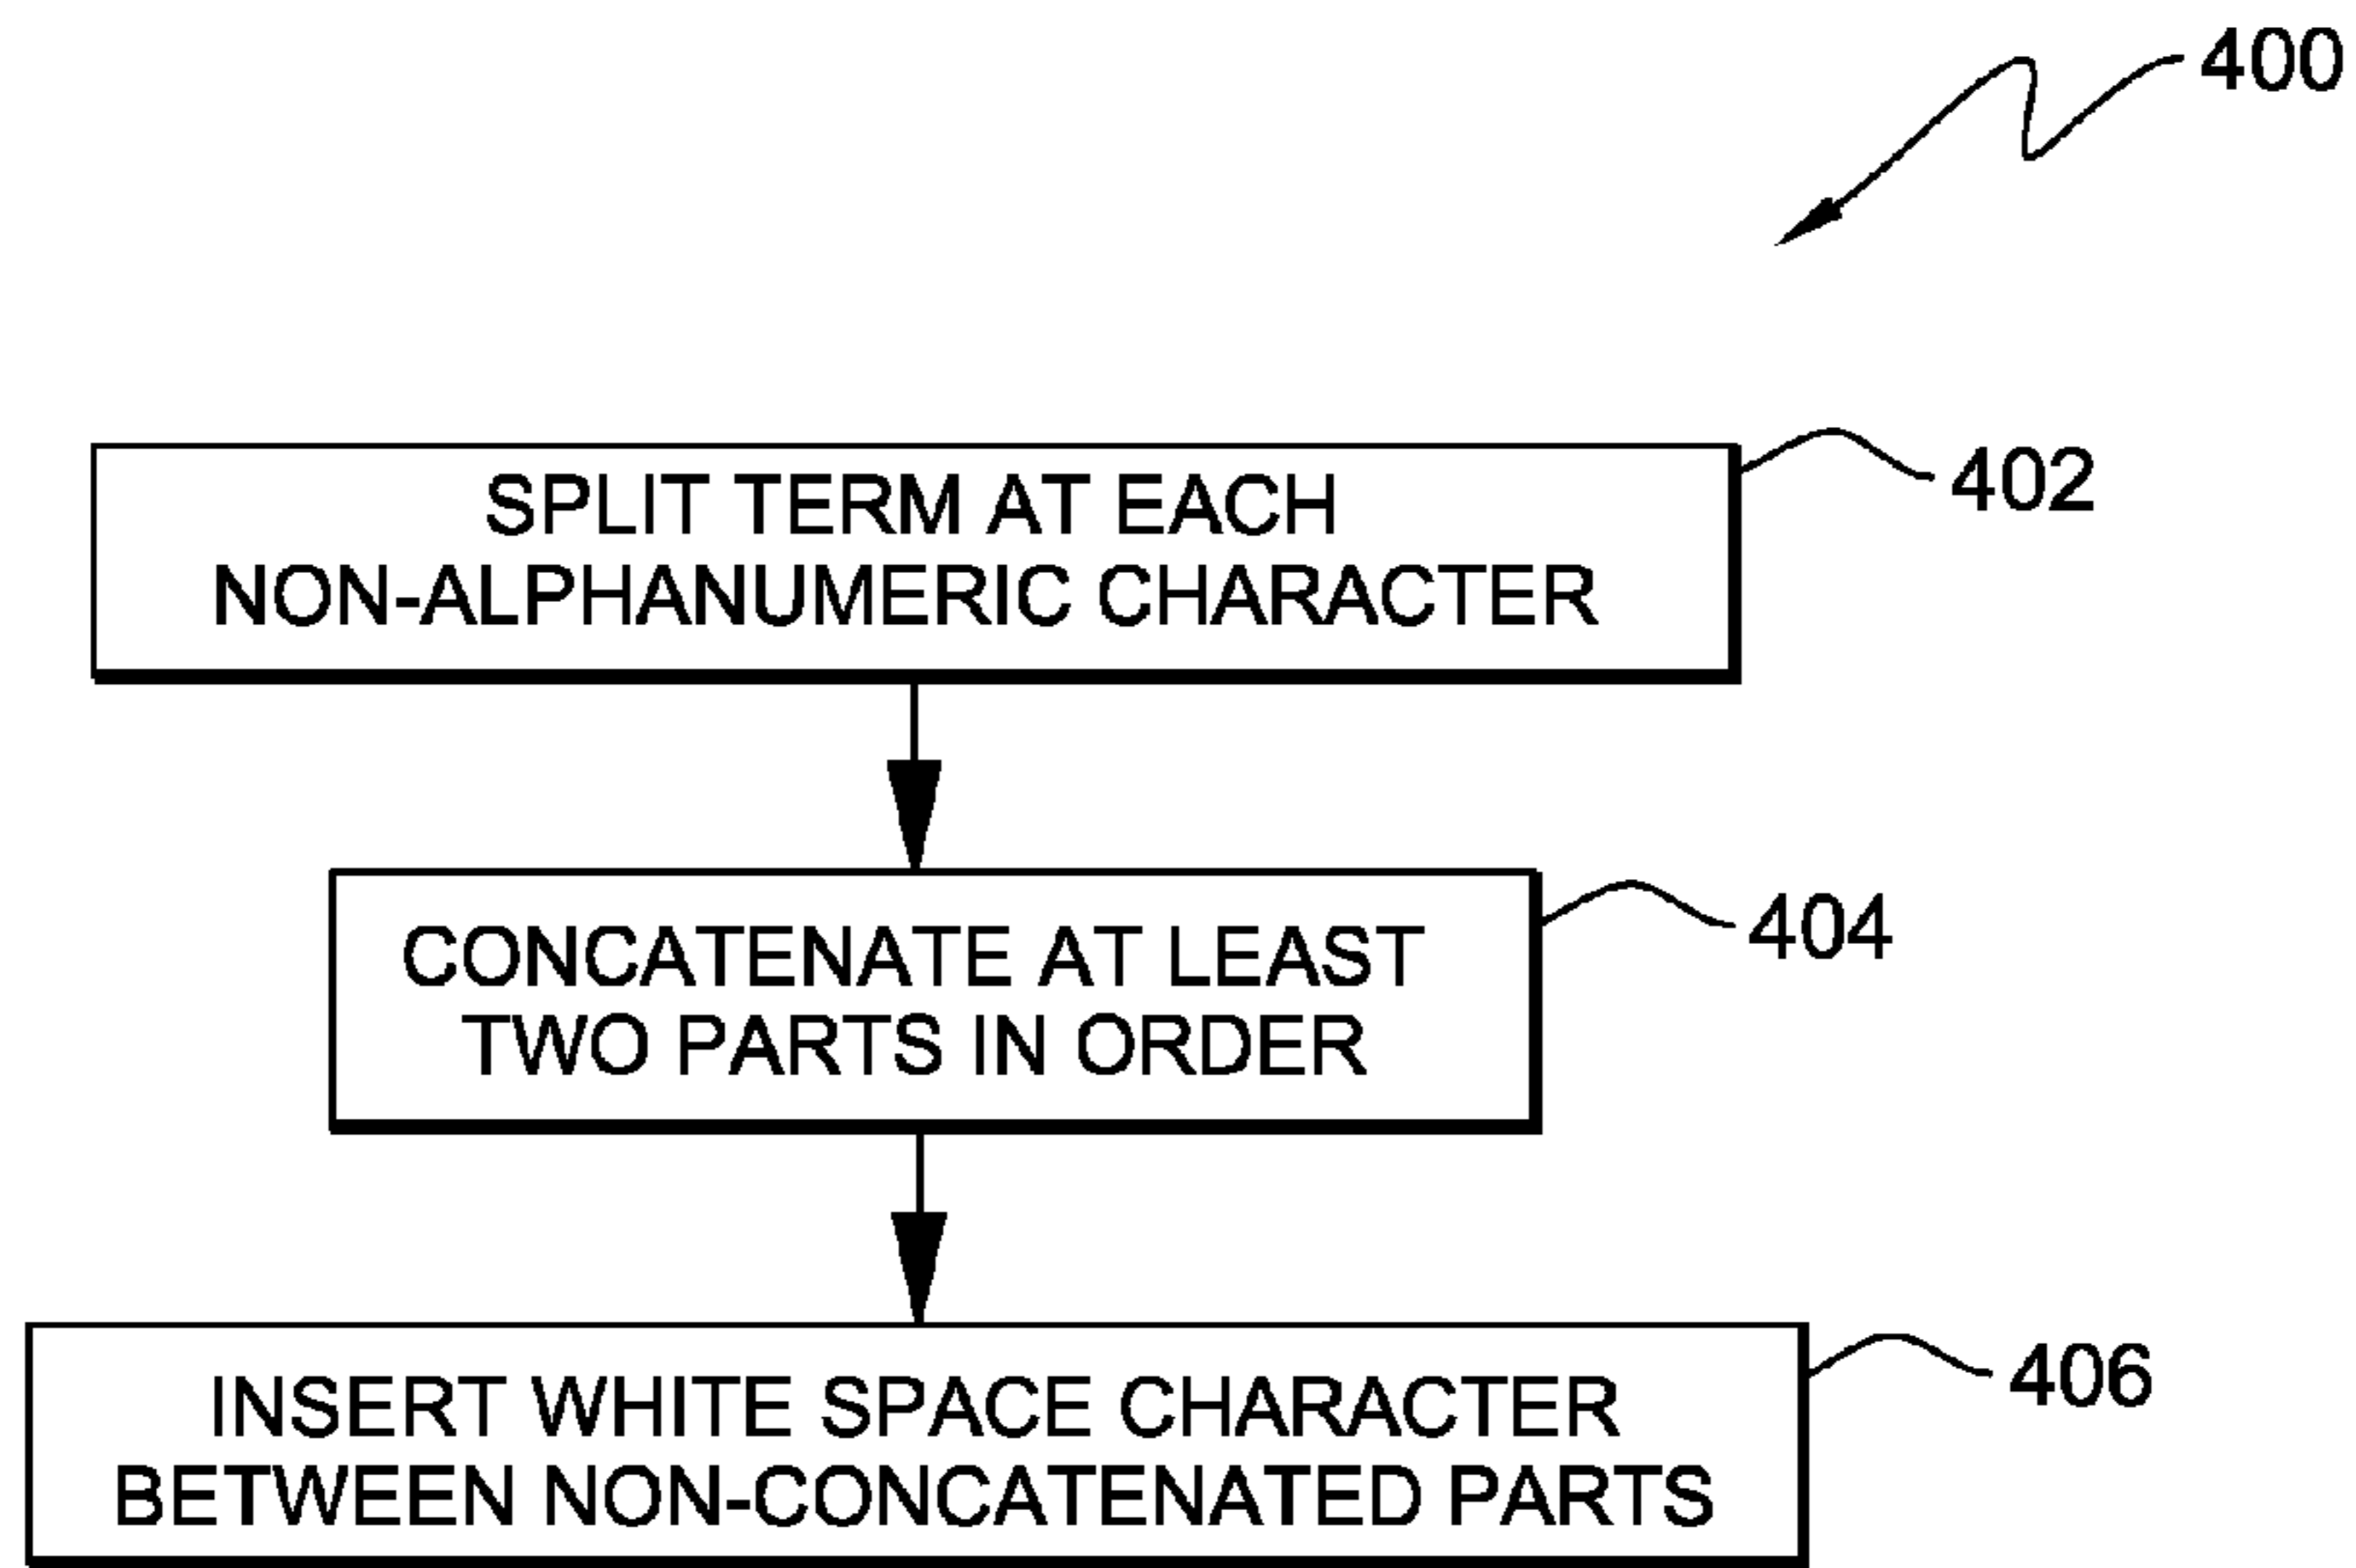 400
SPLIT TERM AT EACH
NON-ALPHANUMERIC CHARACTER
402
CONCATENATE AT LEAST
TWO PARTS IN ORDER
404
INSERT WHITE SPACE CHARACTER
BETWEEN NON-CONCATENATED PARTS
406